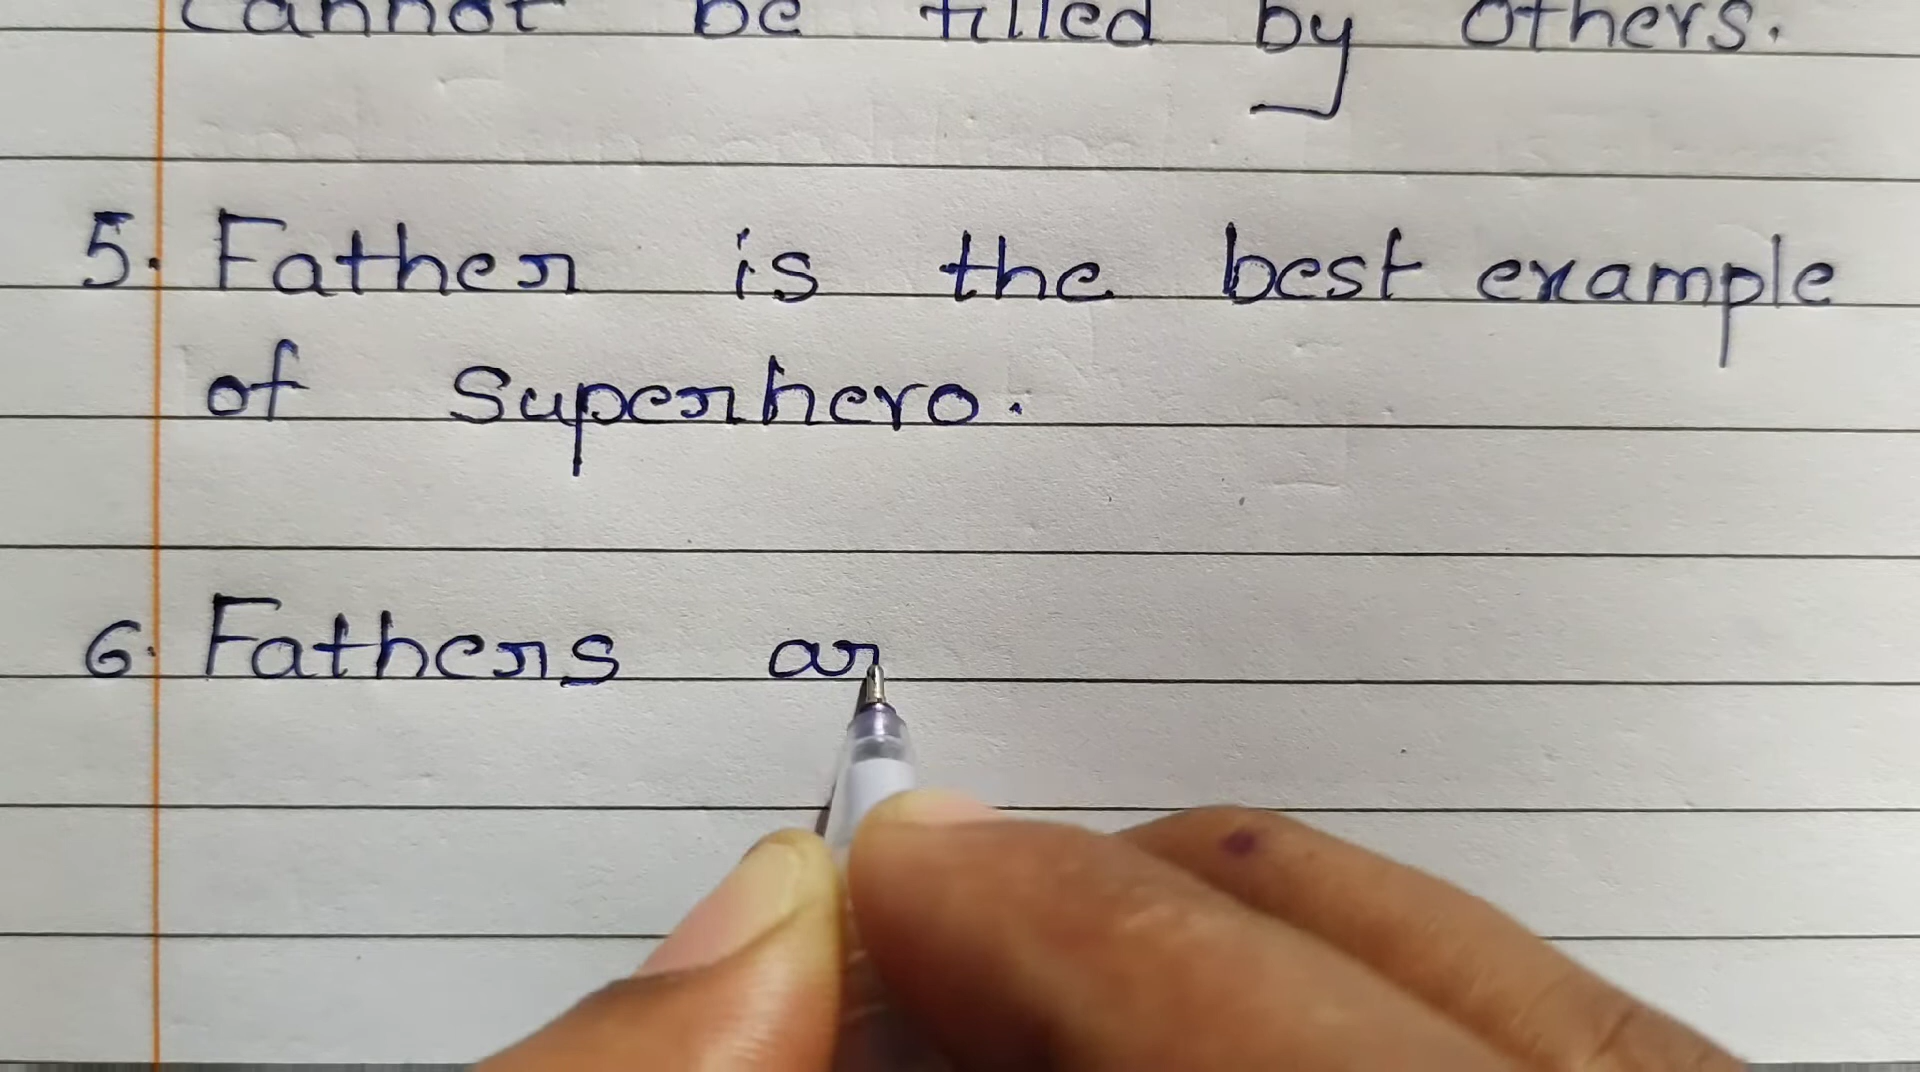 cannot be filled by others.
5. Father is the best example
of Superhero.
6. Fathers ar